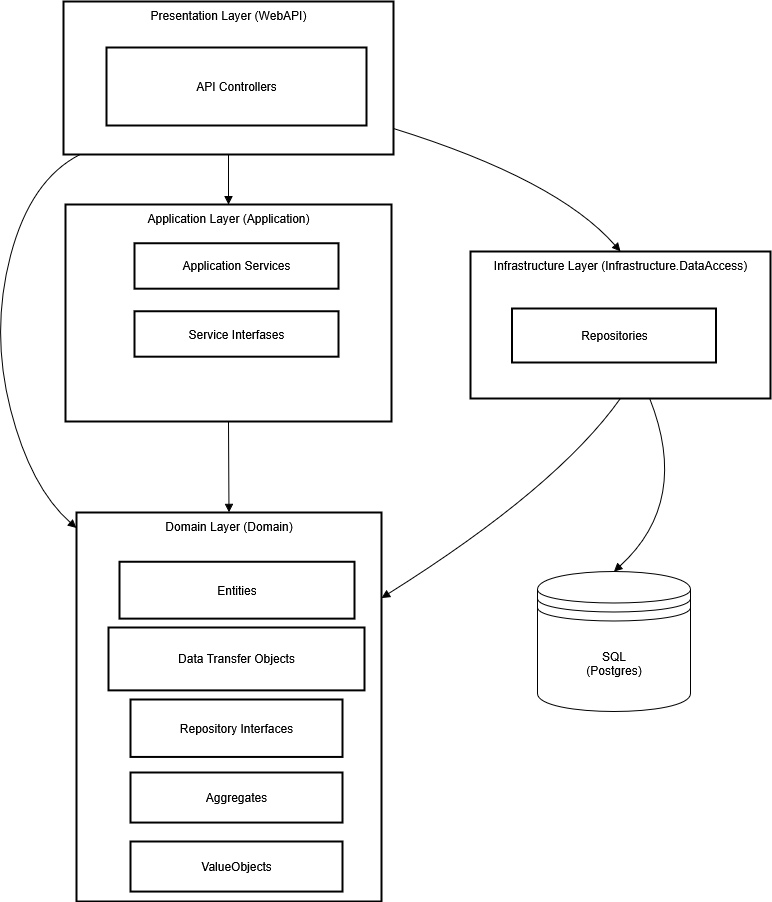 Presentation Layer (WebAPI)
API Controllers
Application Layer (Application)
Application Services
Service Interfases
Infrastructure Layer (Infrastructure.DataAccess)
Repositories
Domain Layer (Domain)
Entities
Data Transfer Objects
Repository Interfaces
Aggregates
ValueObjects
SQL
(Postgres)